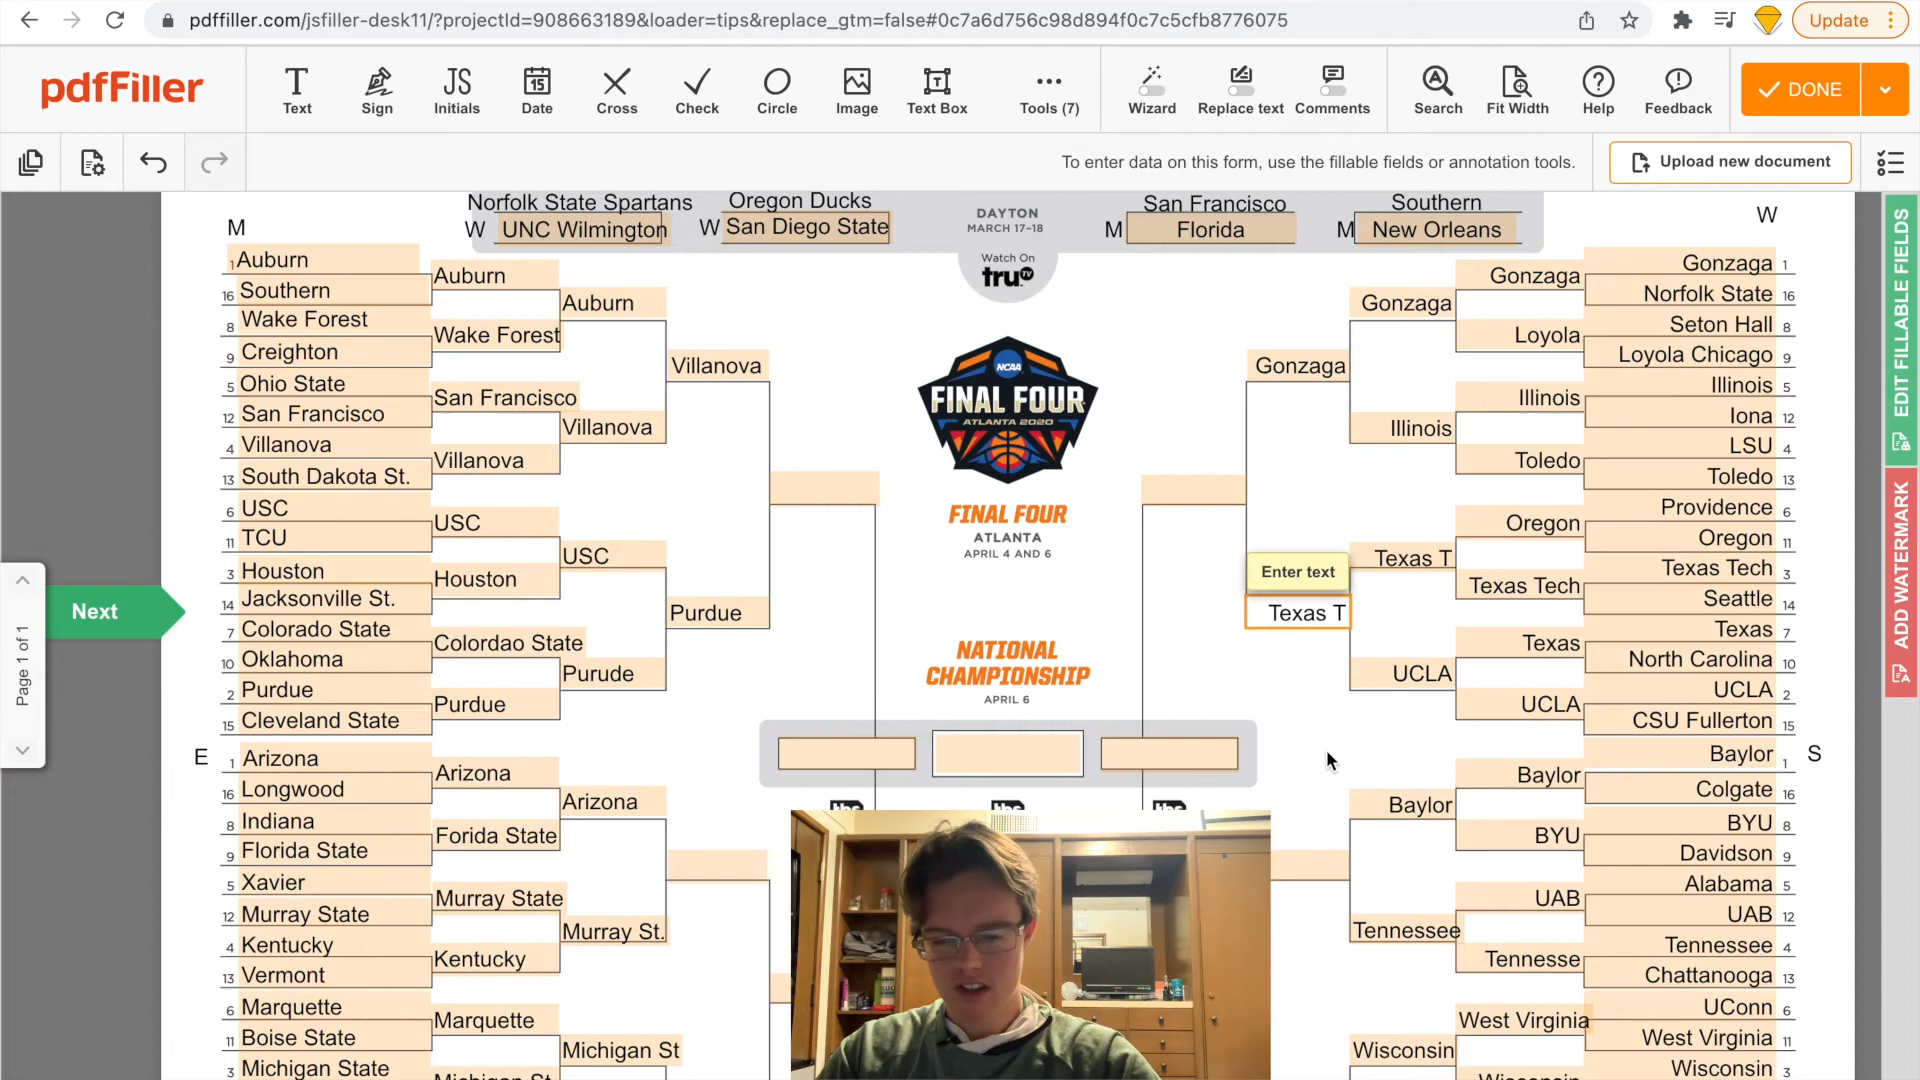 pdffiller.com/jsfiller-desk11/?projectId=908663189&loader=tips&replace_gtm=false#0c7a6d756c98d894f0c7c5cfb8776075
Update
pdfFiller
Text
Sign
JS
Initials
15
Date
Cross
Check
Circle
Image
Text Box
Tools (7)
Wizard
Replace text
Comments
Search
Fit Width
Help
Feedback
DONE
To enter data on this form, use the fillable fields or annotation tools.
Upload new document
EDIT FILLABLE FIELDS
ADD WATERMARK
Page 1 of 1
Next
Norfolk State Spartans
W UNC Wilmington
Oregon Ducks
W San Diego State
DAYTON
MARCH 17-18
Watch On
truTV
San Francisco
M Florida
Southern
M New Orleans
M
1 Auburn
16 Southern
8 Wake Forest
9 Creighton
5 Ohio State
12 San Francisco
4 Villanova
13 South Dakota St.
6 USC
11 TCU
3 Houston
14 Jacksonville St.
7 Colorado State
10 Oklahoma
2 Purdue
15 Cleveland State
Auburn
Wake Forest
San Francisco
Villanova
USC
Houston
Colordao State
Purdue
Auburn
Villanova
USC
Purude
Villanova
Purdue
E
1 Arizona
16 Longwood
8 Indiana
9 Florida State
5 Xavier
12 Murray State
4 Kentucky
13 Vermont
6 Marquette
11 Boise State
3 Michigan State
Arizona
Forida State
Murray State
Kentucky
Marquette
Michigan St
Arizona
Murray St.
Michigan St
NCAA
FINAL FOUR
ATLANTA 2020
FINAL FOUR
ATLANTA
APRIL 4 AND 6
NATIONAL
CHAMPIONSHIP
APRIL 6
tbs
tbs
tbs
W
Gonzaga 1
Norfolk State 16
Seton Hall 8
Loyola Chicago 9
Illinois 5
Iona 12
LSU 4
Toledo 13
Providence 6
Oregon 11
Texas Tech 3
Seattle 14
Texas 7
North Carolina 10
UCLA 2
CSU Fullerton 15
Gonzaga
Loyola
Illinois
Toledo
Oregon
Texas Tech
Texas
UCLA
Gonzaga
Illinois
Texas T
UCLA
Gonzaga
Enter text
Texas T
S
Baylor 1
Colgate 16
BYU 8
Davidson 9
Alabama 5
UAB 12
Tennessee 4
Chattanooga 13
UConn 6
West Virginia 11
Wisconsin 3
Baylor
BYU
UAB
Tennesse
West Virginia
Wisconsin
Baylor
Tennessee
Wisconsin